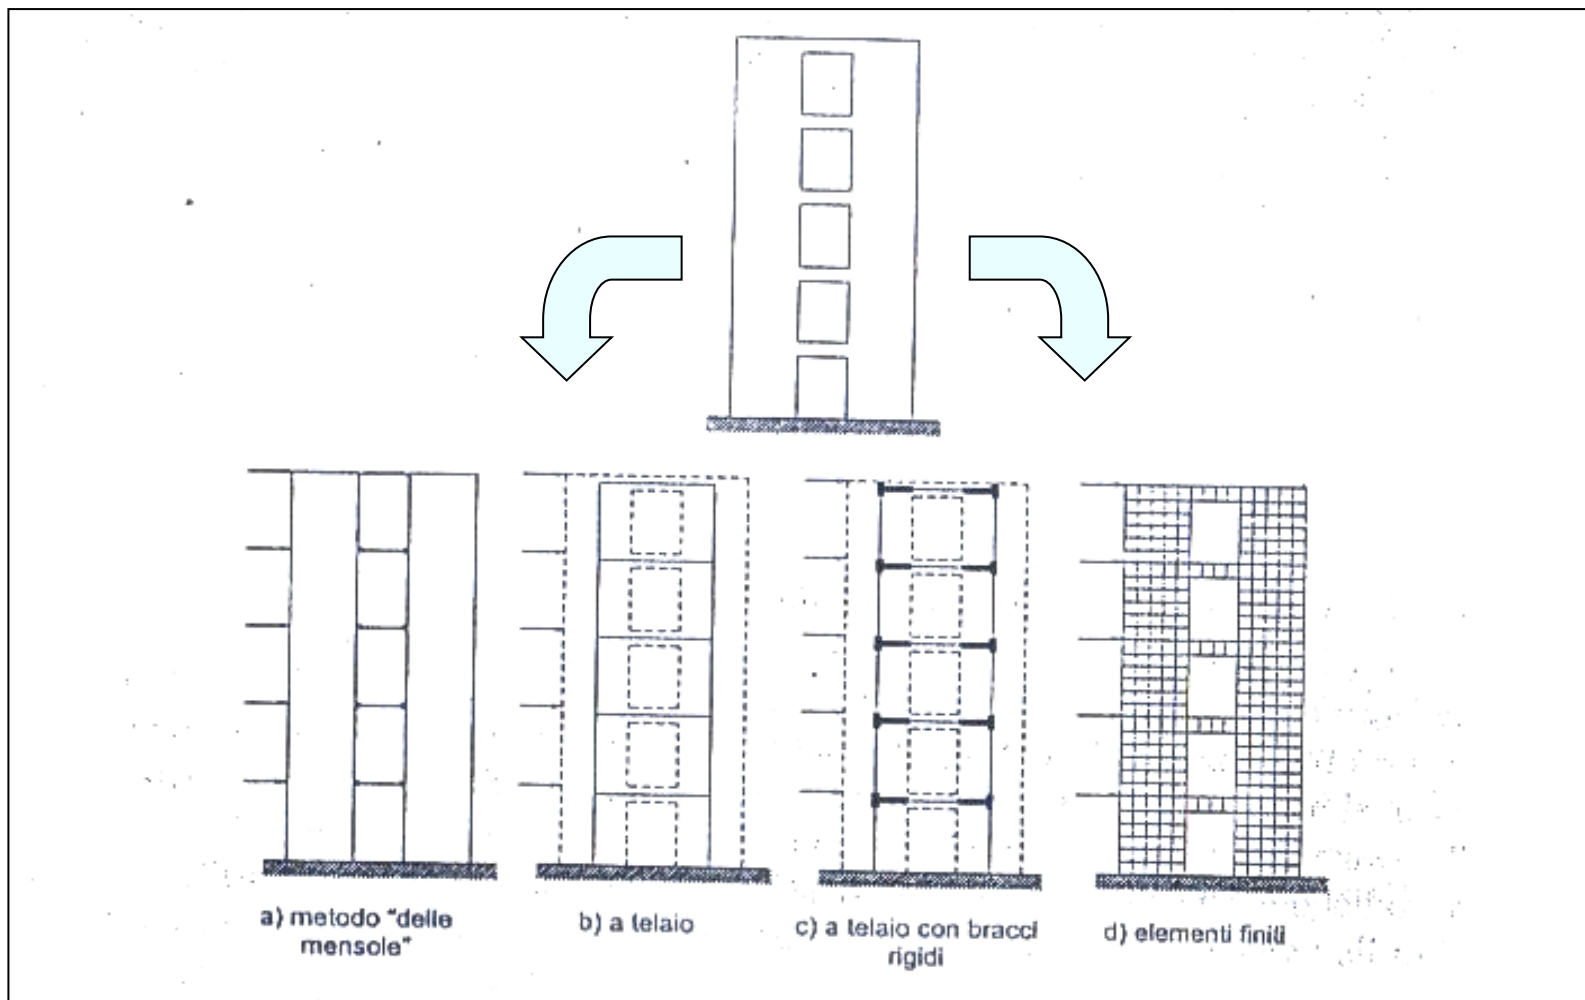 a) metodo "delle
mensole"
b) a telaio
c) a telaio con bracci
rigidi
d) elementi finiti